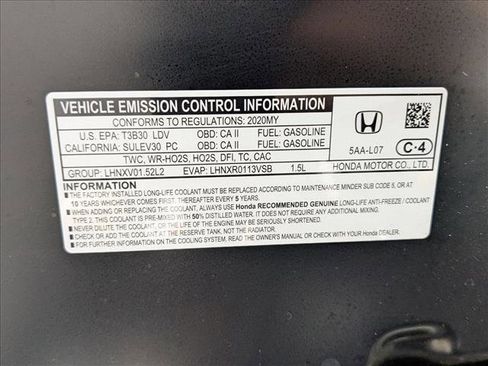 VEHICLE EMISSION CONTROL INFORMATION
CONFORMS TO REGULATIONS: 2020MY
U.S. EPA: T3B30 LDV OBD: CA II FUEL: GASOLINE
CALIFORNIA: SULEV30 PC OBD: CA II FUEL: GASOLINE
TWC, WR-HO2S, HO2S, DFI, TC, CAC
GROUP: LHNXV01.52L2 EVAP: LHNXR0113VSB 1.5L
5AA-L07 C·4
HONDA MOTOR CO., LTD.
■ THE FACTORY INSTALLED LONG-LIFE COOLANT MUST BE REPLACED ACCORDING TO MAINTENANCE MINDER SUB CODE 5, OR AT
10 YEARS WHICHEVER COMES FIRST. THEREAFTER EVERY 5 YEARS.
■ WHEN ADDING OR REPLACING THE COOLANT, ALWAYS USE Honda RECOMMENDED GENUINE LONG-LIFE ANTI-FREEZE / COOLANT
TYPE 2. THIS COOLANT IS PRE-MIXED WITH 50% DISTILLED WATER. IT DOES NOT REQUIRE ANY ADDITIONAL MIXING.
■ NEVER DILUTE THE COOLANT, OR CORROSION OR FREEZING OF THE ENGINE MAY RESULT, CAUSING SERIOUS DAMAGE.
■ CHECK AND ADD COOLANT AT THE RESERVE TANK, NOT THE RADIATOR.
■ FOR FURTHER INFORMATION ON THE COOLING SYSTEM, READ THE OWNER'S MANUAL OR CHECK WITH YOUR Honda DEALER.